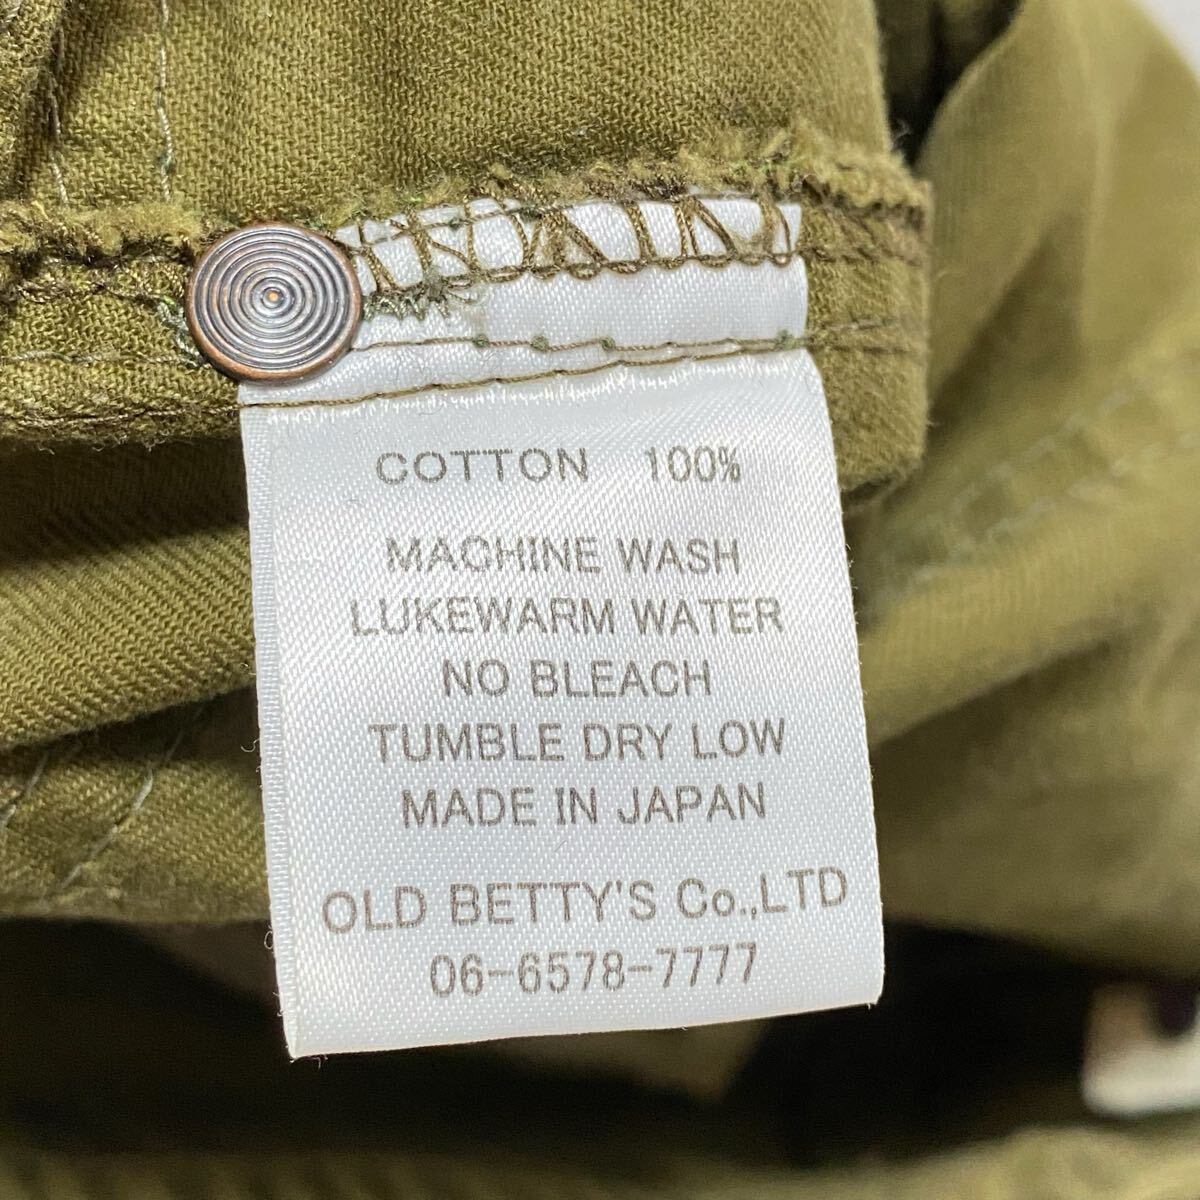 COTTON 100%
MACHINE WASH
LUKEWARM WATER
NO BLEACH
TUMBLE DRY LOW
MADE IN JAPAN
OLD BETTY'S Co.,LTD
06-6578-7777